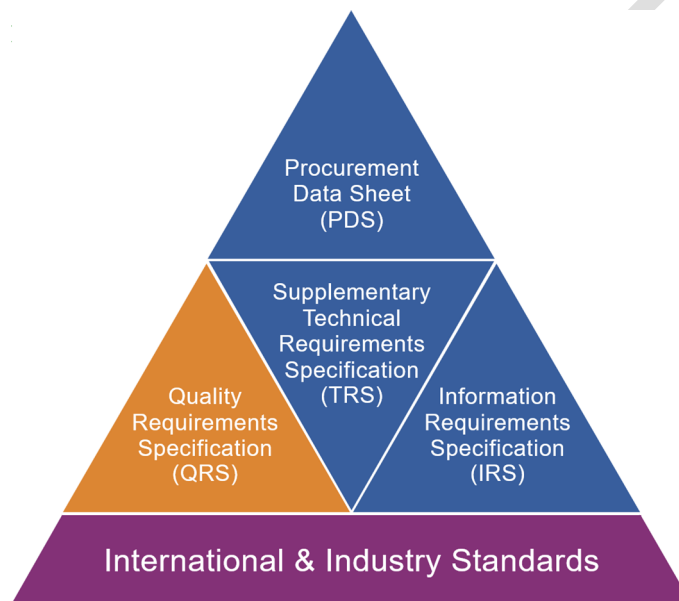 Procurement
Data Sheet
(PDS)
Supplementary
Technical
Requirements
Specification
(TRS)
Quality
Requirements
Specification
(QRS)
Information
Requirements
Specification
(IRS)
International & Industry Standards